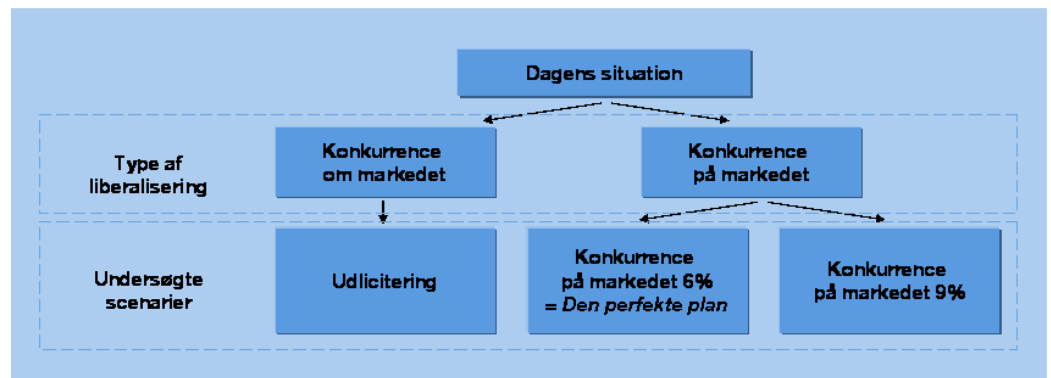 Dagens situation
Type af
liberalisering
Konkurrence
om markedet
Konkurrence
på markedet
Undersøgte
scenarier
Udlicitering
Konkurrence
på markedet 6%
= Den perfekte plan
Konkurrence
på markedet 9%